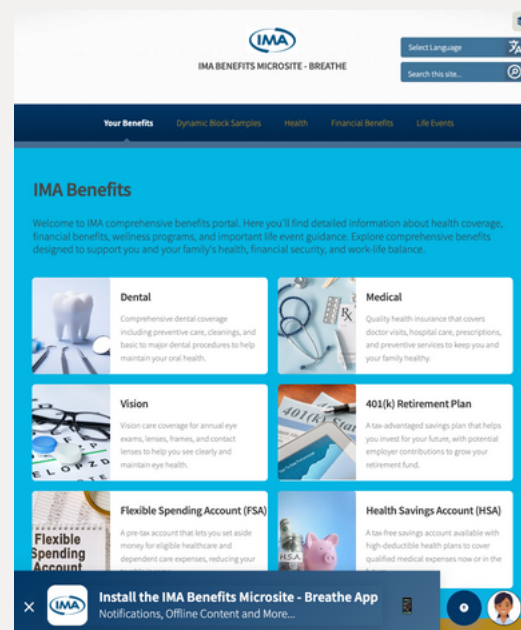 IMA
IMA BENEFITS MICROSITE - BREATHE
Select Language
Search this site...
Your Benefits
Dynamic Block Samples
Health
Financial Benefits
Life Events
IMA Benefits
Welcome to IMA comprehensive benefits portal. Here you'll find detailed information about health coverage,
financial benefits, wellness programs, and important life event guidance. Explore comprehensive benefits
designed to support you and your family's health, financial security, and work-life balance.
Dental
Comprehensive dental coverage
including preventive care, cleanings, and
basic to major dental procedures to help
maintain your oral health.
Medical
Quality health insurance that covers
doctor visits, hospital care, prescriptions,
and preventive services to keep you and
your family healthy.
Vision
Vision care coverage for annual eye
exams, lenses, frames, and contact
lenses to help you see clearly and
maintain eye health.
401(k) Retirement Plan
A tax-advantaged savings plan that helps
you invest for your future, with potential
employer contributions to grow your
retirement fund.
Flexible
Spending
Account
Flexible Spending Account (FSA)
A pre-tax account that lets you set aside
money for eligible healthcare and
dependent care expenses, reducing your
H.S.A.
Health Savings Account (HSA)
A tax-free savings account available with
high-deductible health plans to cover
qualified medical expenses now or in the
IMA
Install the IMA Benefits Microsite - Breathe App
Notifications, Offline Content and More...